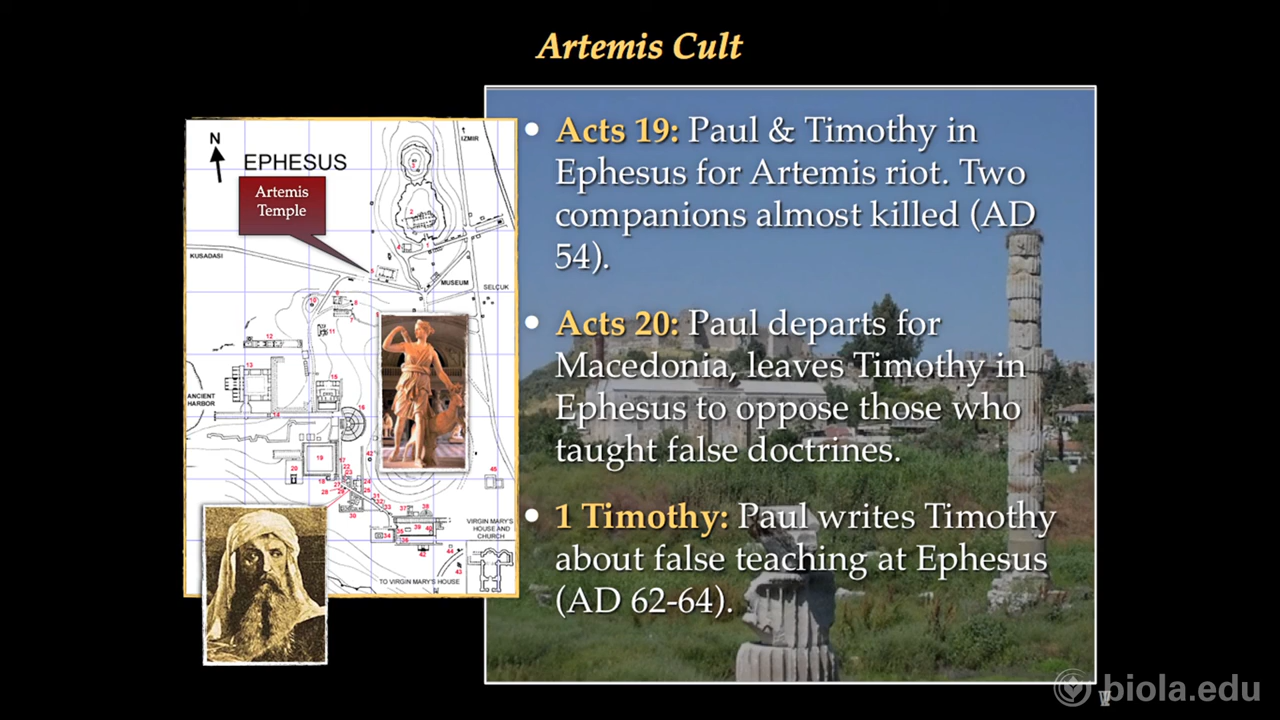 Artemis Cult
N
EPHESUS
Artemis
Temple
IZMIR
KUSADASI
MUSEUM
SELÇUK
ANCIENT
HARBOR
VIRGIN MARY'S
HOUSE AND
CHURCH
TO VIRGIN MARY'S HOUSE
• Acts 19: Paul & Timothy in
Ephesus for Artemis riot. Two
companions almost killed (AD
54).
• Acts 20: Paul departs for
Macedonia, leaves Timothy in
Ephesus to oppose those who
taught false doctrines.
• 1 Timothy: Paul writes Timothy
about false teaching at Ephesus
(AD 62-64).
biola.edu